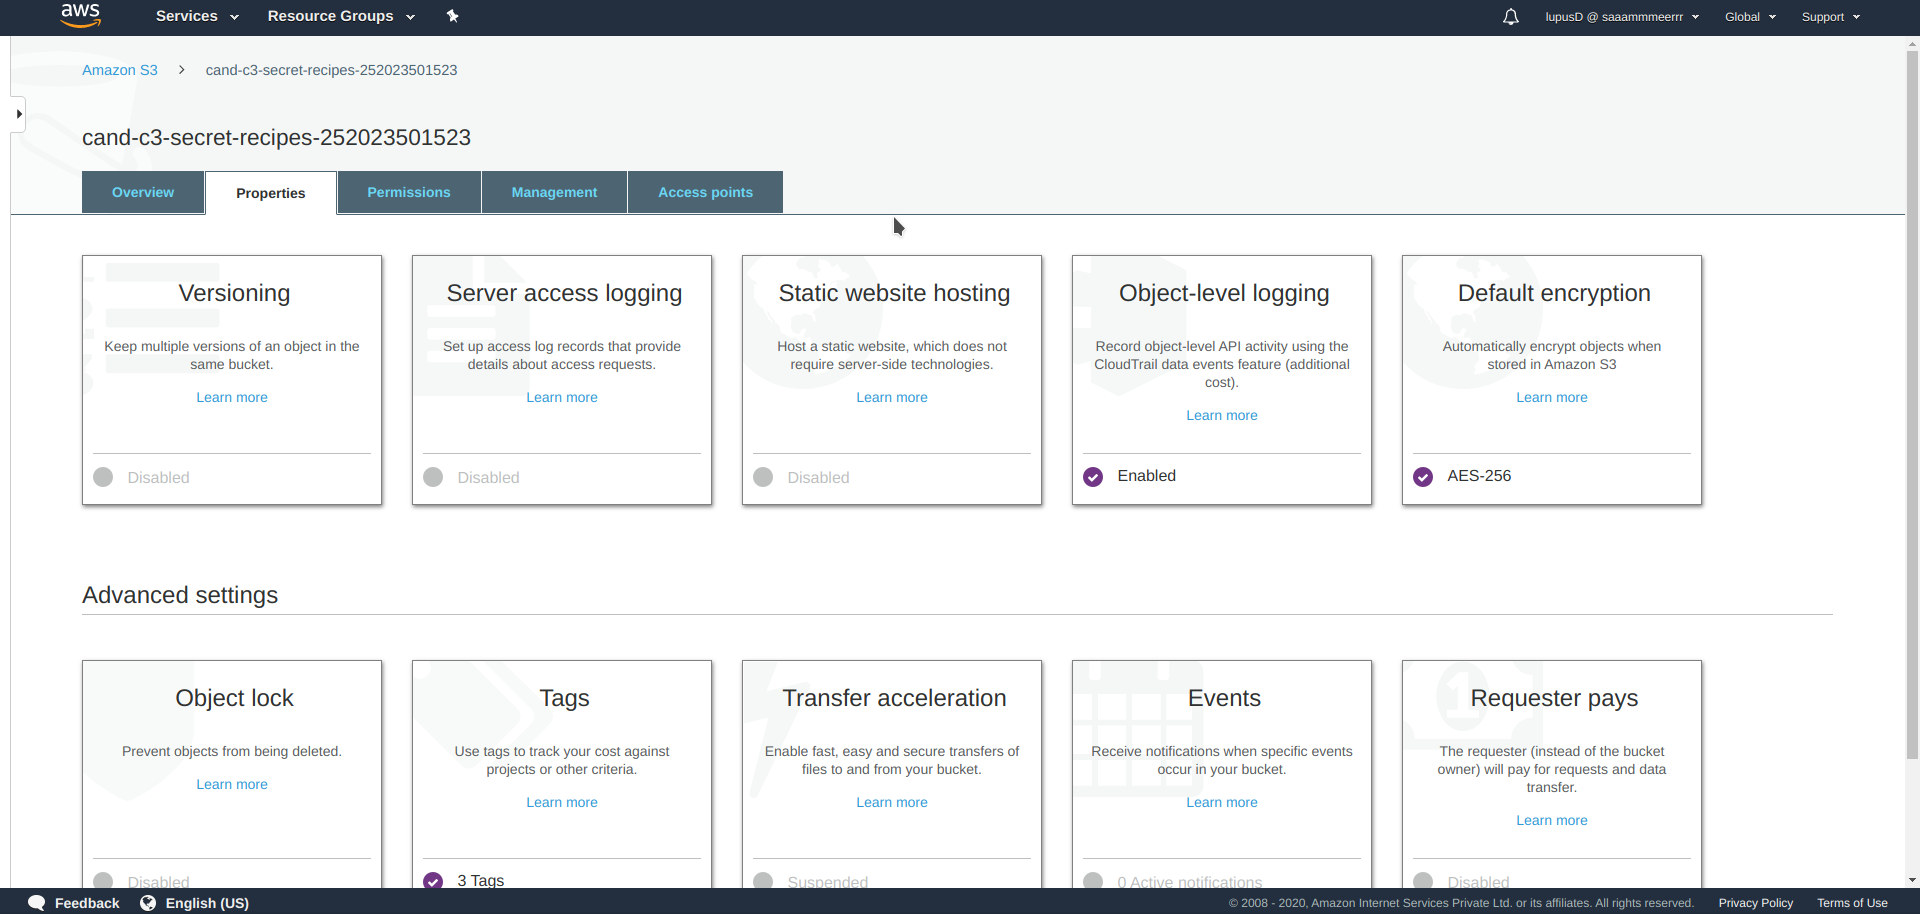 aws Services Resource Groups lupusD @ saaammmeerrr Global Support
Amazon S3 > cand-c3-secret-recipes-252023501523
cand-c3-secret-recipes-252023501523
Overview Properties Permissions Management Access points
Versioning
Keep multiple versions of an object in the
same bucket.
Learn more
Disabled
Server access logging
Set up access log records that provide
details about access requests.
Learn more
Disabled
Static website hosting
Host a static website, which does not
require server-side technologies.
Learn more
Disabled
Object-level logging
Record object-level API activity using the
CloudTrail data events feature (additional
cost).
Learn more
Enabled
Default encryption
Automatically encrypt objects when
stored in Amazon S3
Learn more
AES-256
Advanced settings
Object lock
Prevent objects from being deleted.
Learn more
Disabled
Tags
Use tags to track your cost against
projects or other criteria.
Learn more
3 Tags
Transfer acceleration
Enable fast, easy and secure transfers of
files to and from your bucket.
Learn more
Suspended
Events
Receive notifications when specific events
occur in your bucket.
Learn more
0 Active notifications
1
Requester pays
The requester (instead of the bucket
owner) will pay for requests and data
transfer.
Learn more
Disabled
Feedback English (US) © 2008 - 2020, Amazon Internet Services Private Ltd. or its affiliates. All rights reserved. Privacy Policy Terms of Use